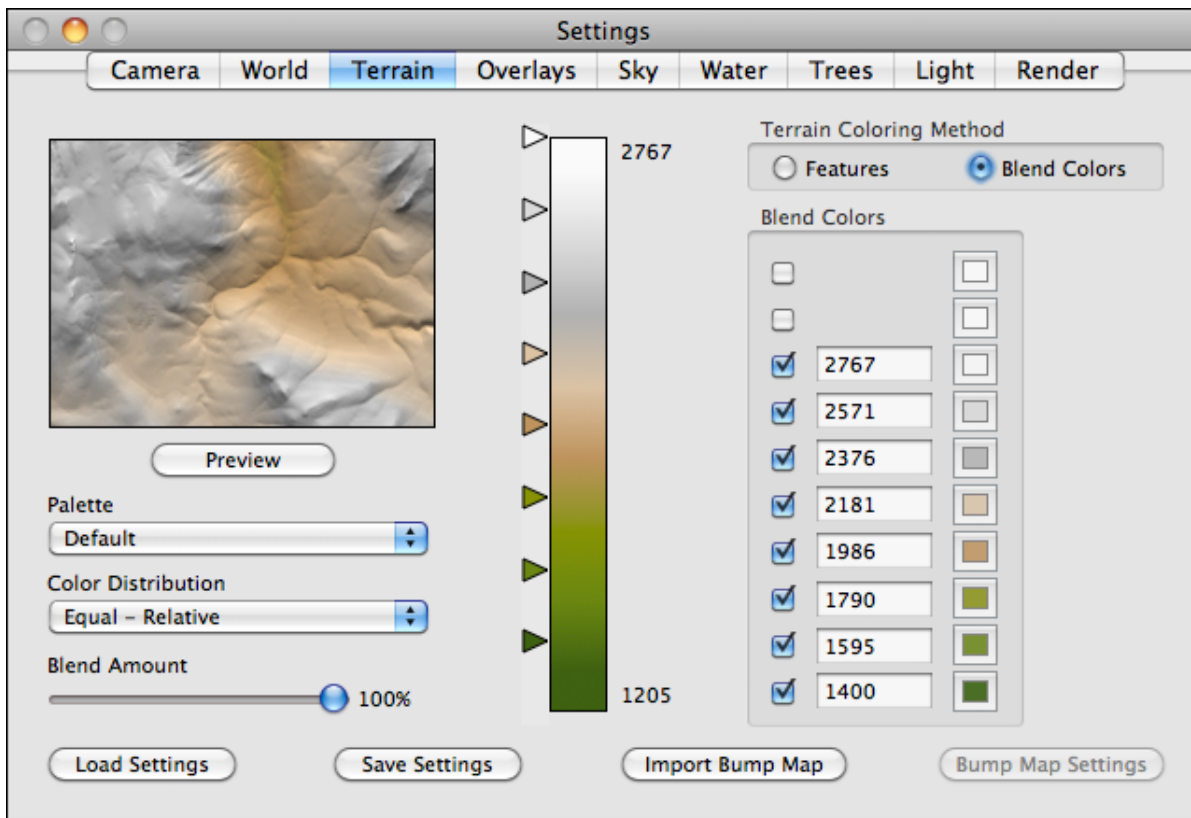 Settings
Camera World Terrain Overlays Sky Water Trees Light Render
2767
1205
Preview
Palette
Default
Color Distribution
Equal – Relative
Blend Amount
100%
Terrain Coloring Method
Features Blend Colors
Blend Colors
2767
2571
2376
2181
1986
1790
1595
1400
Load Settings Save Settings Import Bump Map Bump Map Settings